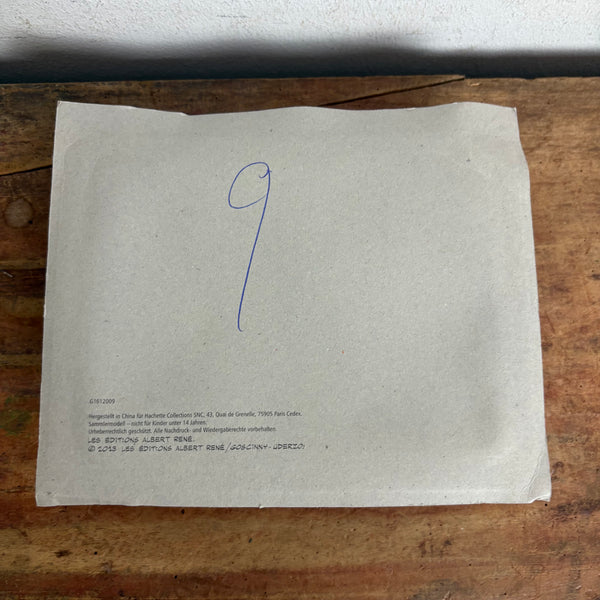 9
G1612009
Hergestellt in China für Hachette Collections SNC, 43, Quai de Grenelle, 75905 Paris Cedex.
Sammlermodell – nicht für Kinder unter 14 Jahren.
Urheberrechtlich geschützt. Alle Nachdruck- und Wiedergaberechte vorbehalten.
LES ÉDITIONS ALBERT RENÉ.
© 2013 LES ÉDITIONS ALBERT RENÉ/GOSCINNY-UDERZO